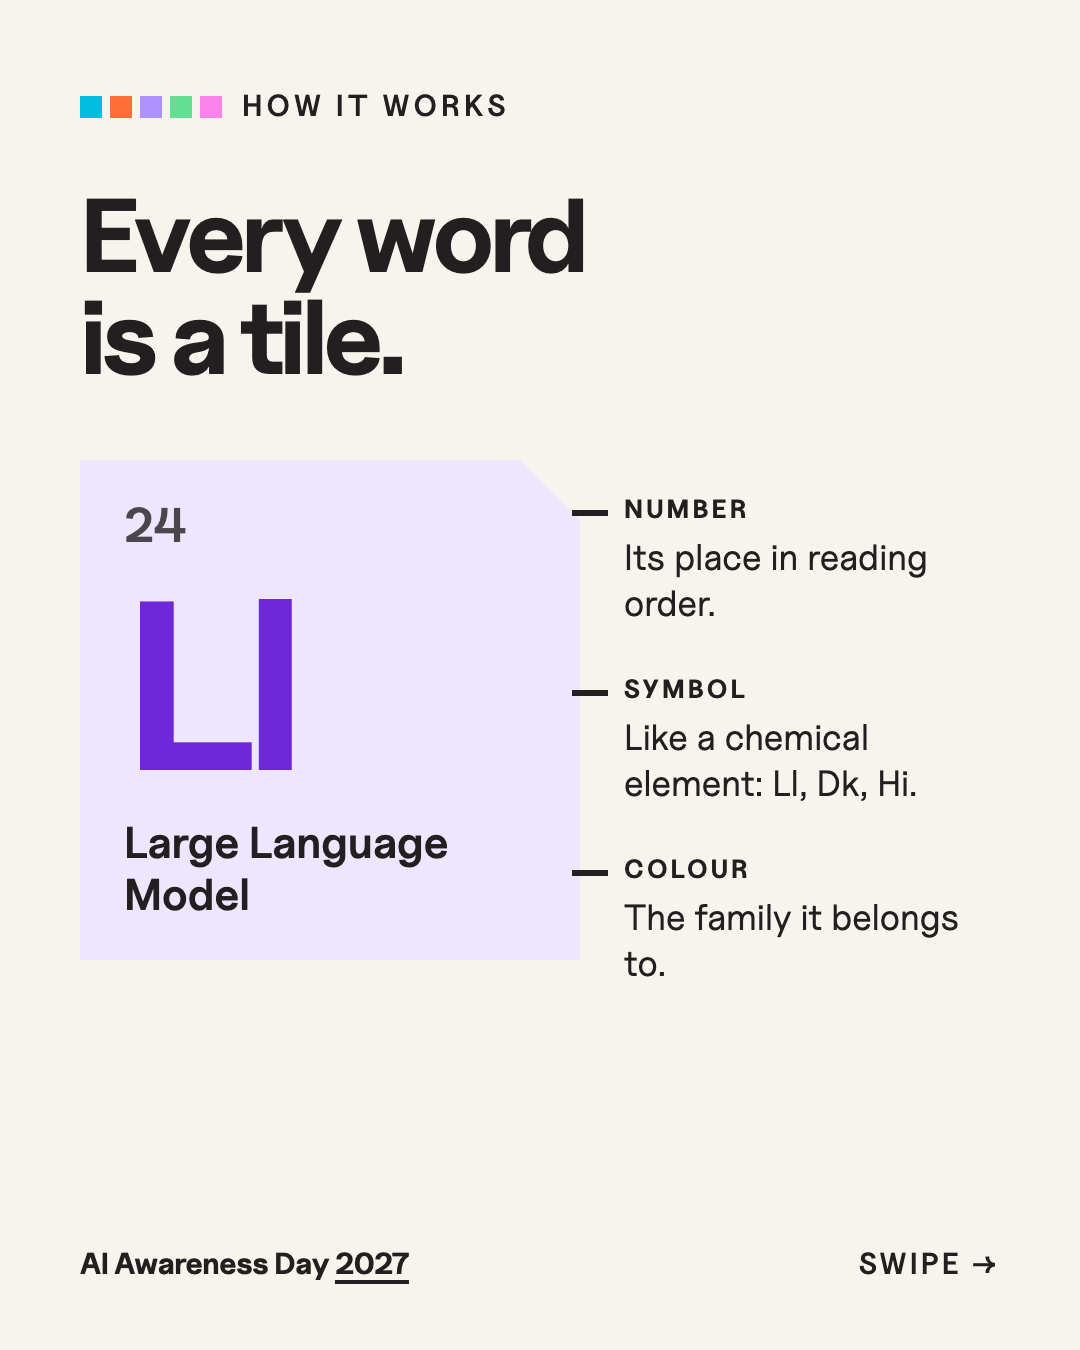 HOW IT WORKS
Every word
is a tile.
24
Ll
Large Language
Model
NUMBER
Its place in reading
order.
SYMBOL
Like a chemical
element: Ll, Dk, Hi.
COLOUR
The family it belongs
to.
AI Awareness Day 2027
SWIPE →